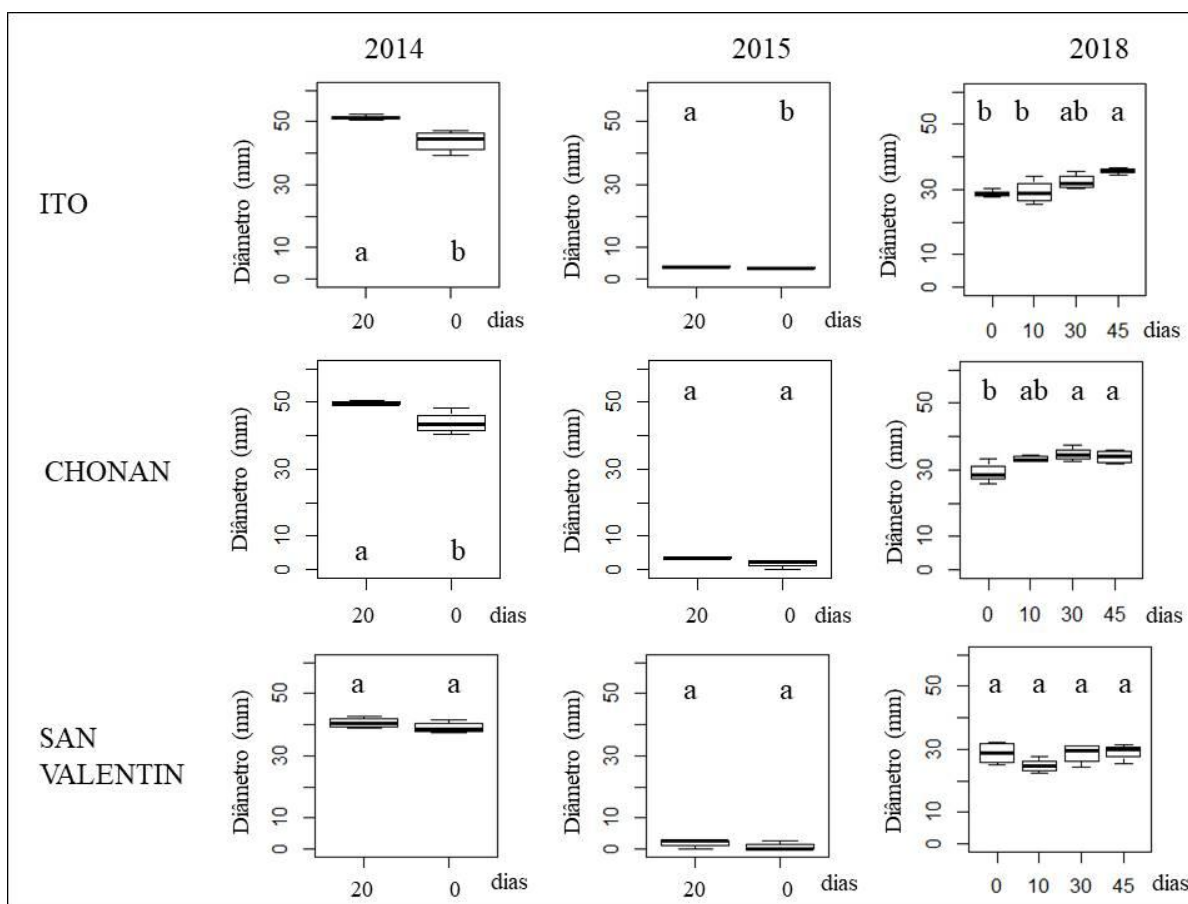 2014 2015 2018
ITO
Diâmetro (mm)
50
30
10
0
a b
20 0 dias
Diâmetro (mm)
50
30
10
0
a b
20 0 dias
Diâmetro (mm)
50
30
10
0
b b ab a
0 10 30 45 dias
CHONAN
Diâmetro (mm)
50
30
10
0
a b
20 0 dias
Diâmetro (mm)
50
30
10
0
a a
20 0 dias
Diâmetro (mm)
50
30
10
0
b ab a a
0 10 30 45 dias
SAN
VALENTIN
Diâmetro (mm)
50
30
10
0
a a
20 0 dias
Diâmetro (mm)
50
30
10
0
a a
20 0 dias
Diâmetro (mm)
50
30
10
0
a a a a
0 10 30 45 dias